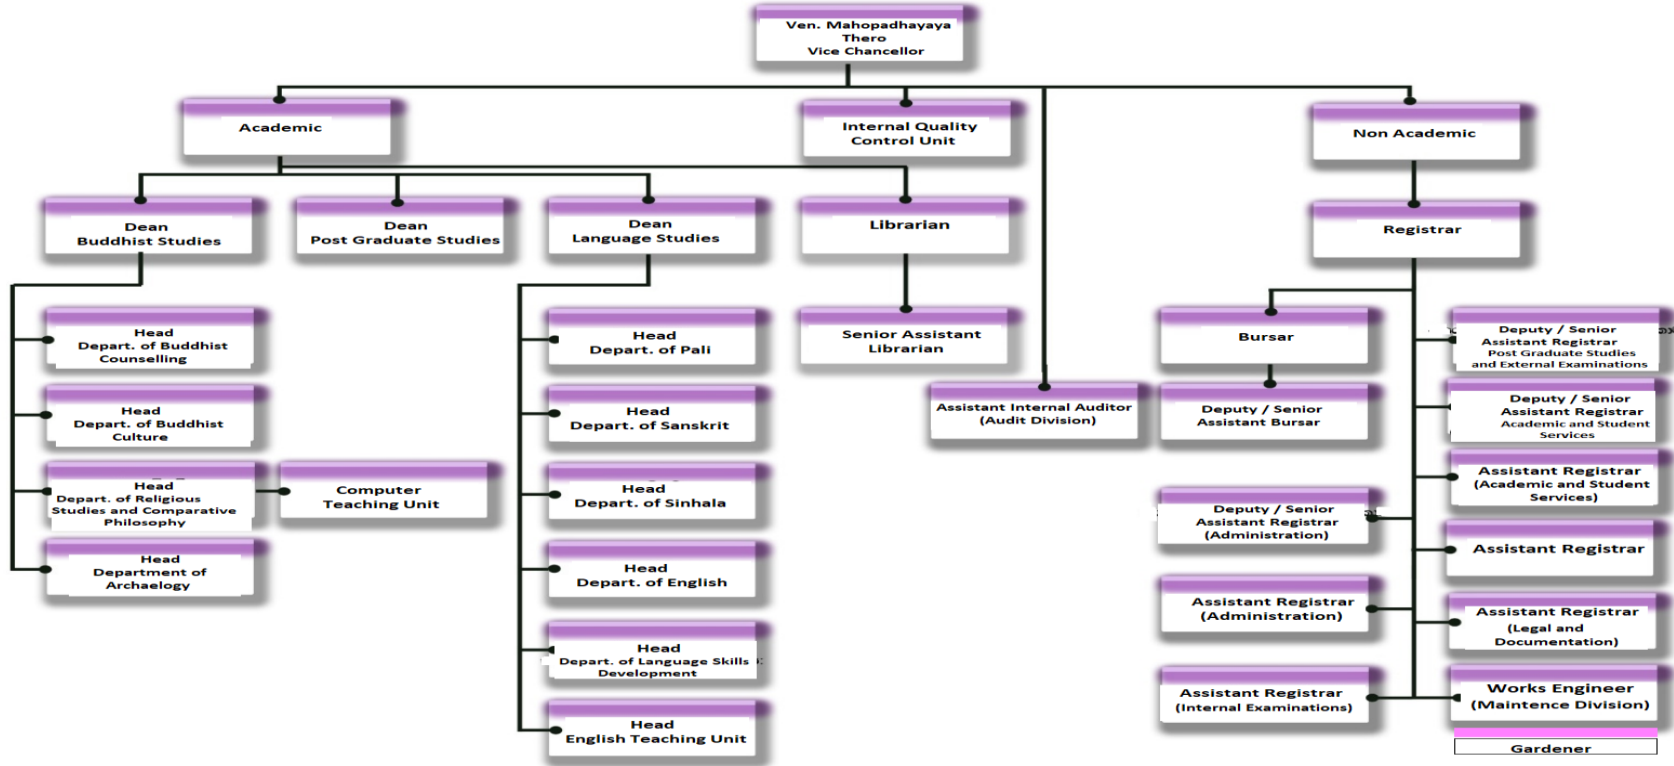 Ven. Mahopadhayaya
Thero
Vice Chancellor
Academic
Internal Quality
Control Unit
Non Academic
Dean
Buddhist Studies
Dean
Post Graduate Studies
Dean
Language Studies
Librarian
Registrar
Head
Depart. of Buddhist
Counselling
Head
Depart. of Buddhist
Culture
Head
Depart. of Religious
Studies and Comparative
Philosophy
Computer
Teaching Unit
Head
Department of
Archaelogy
Head
Depart. of Pali
Head
Depart. of Sanskrit
Head
Depart. of Sinhala
Head
Depart. of English
Head
Depart. of Language Skills
Development
Head
English Teaching Unit
Senior Assistant
Librarian
Assistant Internal Auditor
(Audit Division)
Bursar
Deputy / Senior
Assistant Bursar
Deputy / Senior
Assistant Registrar
(Administration)
Assistant Registrar
(Administration)
Assistant Registrar
(Internal Examinations)
Deputy / Senior
Assistant Registrar
Post Graduate Studies
and External Examinations
Deputy / Senior
Assistant Registrar
Academic and Student
Services
Assistant Registrar
(Academic and Student
Services)
Assistant Registrar
Assistant Registrar
(Legal and
Documentation)
Works Engineer
(Maintence Division)
Gardener